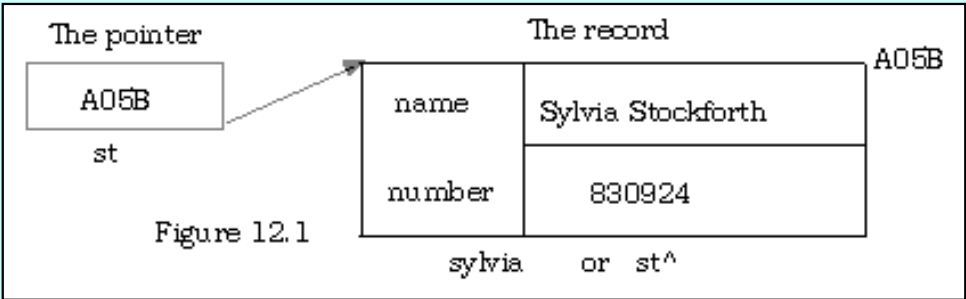 The pointer
The record
A05B
A05B
name
Sylvia Stockforth
st
number
830924
Figure 12.1
sylvia or st^